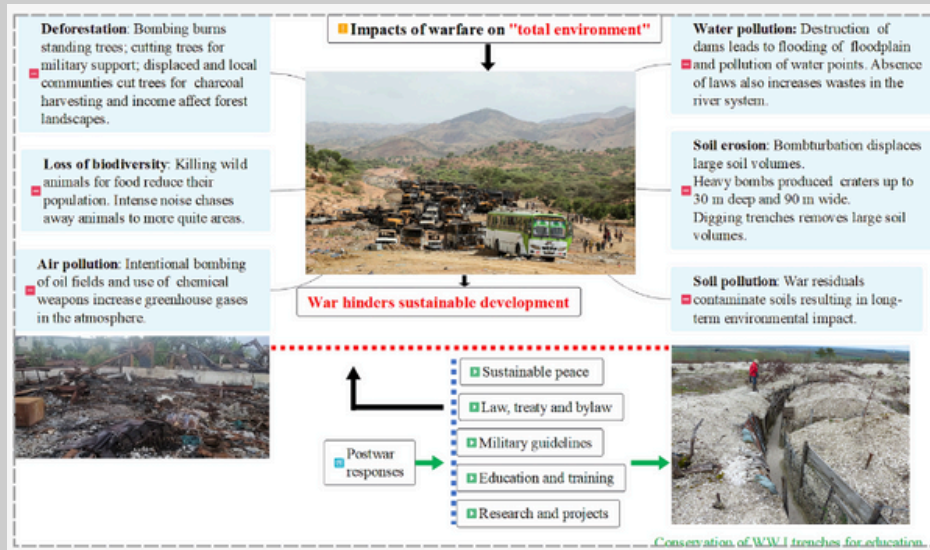 Impacts of warfare on "total environment"
Deforestation: Bombing burns
standing trees; cutting trees for
military support; displaced and local
communties cut trees for charcoal
harvesting and income affect forest
landscapes.
Loss of biodiversity: Killing wild
animals for food reduce their
population. Intense noise chases
away animals to more quite areas.
Air pollution: Intentional bombing
of oil fields and use of chemical
weapons increase greenhouse gases
in the atmosphere.
Water pollution: Destruction of
dams leads to flooding of floodplain
and pollution of water points. Absence
of laws also increases wastes in the
river system.
Soil erosion: Bombturbation displaces
large soil volumes.
Heavy bombs produced craters up to
30 m deep and 90 m wide.
Digging trenches removes large soil
volumes.
Soil pollution: War residuals
contaminate soils resulting in long-
term environmental impact.
War hinders sustainable development
Postwar
responses
Sustainable peace
Law, treaty and bylaw
Military guidelines
Education and training
Research and projects
Conservation of WW I trenches for education